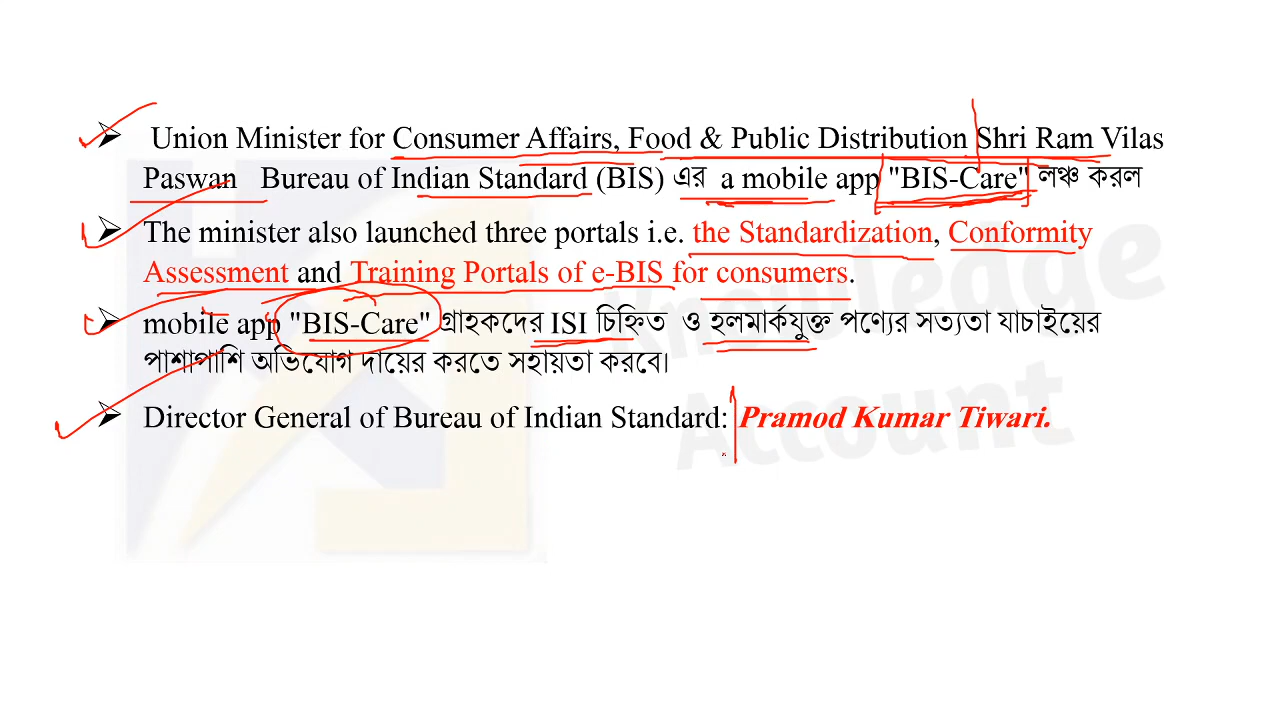 Union Minister for Consumer Affairs, Food & Public Distribution Shri Ram Vilas
Paswan Bureau of Indian Standard (BIS) এর a mobile app "BIS-Care" লঞ্চ করল
The minister also launched three portals i.e. the Standardization, Conformity
Assessment and Training Portals of e-BIS for consumers.
mobile app "BIS-Care" গ্রাহকদের ISI চিহ্নিত ও হলমার্কযুক্ত পণ্যের সত্যতা যাচাইয়ের
পাশাপাশি অভিযোগ দায়ের করতে সহায়তা করবে।
Director General of Bureau of Indian Standard: Pramod Kumar Tiwari.
Knowledge
Account